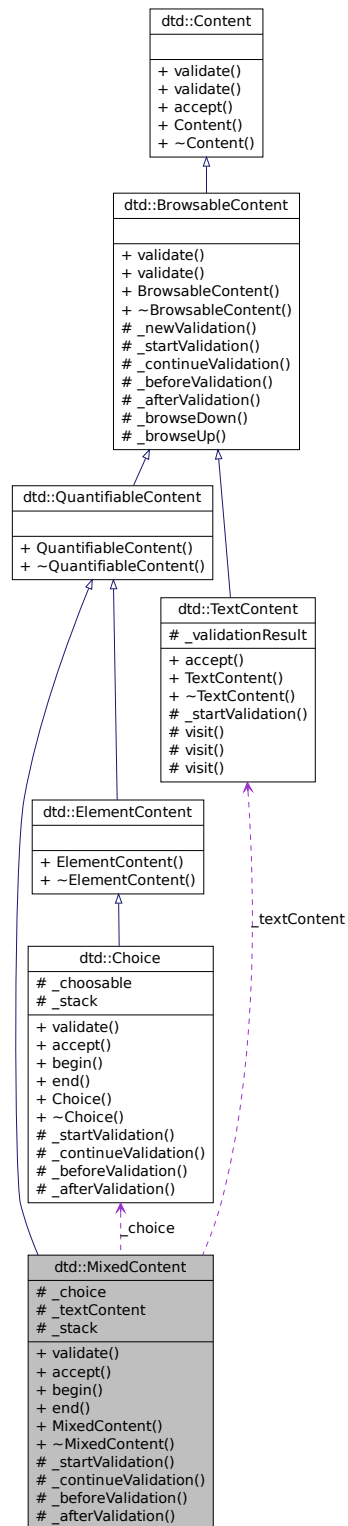 dtd::Content
+ validate()
+ validate()
+ accept()
+ Content()
+ ~Content()
dtd::BrowsableContent
+ validate()
+ validate()
+ BrowsableContent()
+ ~BrowsableContent()
# _newValidation()
# _startValidation()
# _continueValidation()
# _beforeValidation()
# _afterValidation()
# _browseDown()
# _browseUp()
dtd::QuantifiableContent
+ QuantifiableContent()
+ ~QuantifiableContent()
dtd::TextContent
# _validationResult
+ accept()
+ TextContent()
+ ~TextContent()
# _startValidation()
# visit()
# visit()
# visit()
dtd::ElementContent
+ ElementContent()
+ ~ElementContent()
_textContent
dtd::Choice
# _choosable
# _stack
+ validate()
+ accept()
+ begin()
+ end()
+ Choice()
+ ~Choice()
# _startValidation()
# _continueValidation()
# _beforeValidation()
# _afterValidation()
_choice
dtd::MixedContent
# _choice
# _textContent
# _stack
+ validate()
+ accept()
+ begin()
+ end()
+ MixedContent()
+ ~MixedContent()
# _startValidation()
# _continueValidation()
# _beforeValidation()
# _afterValidation()